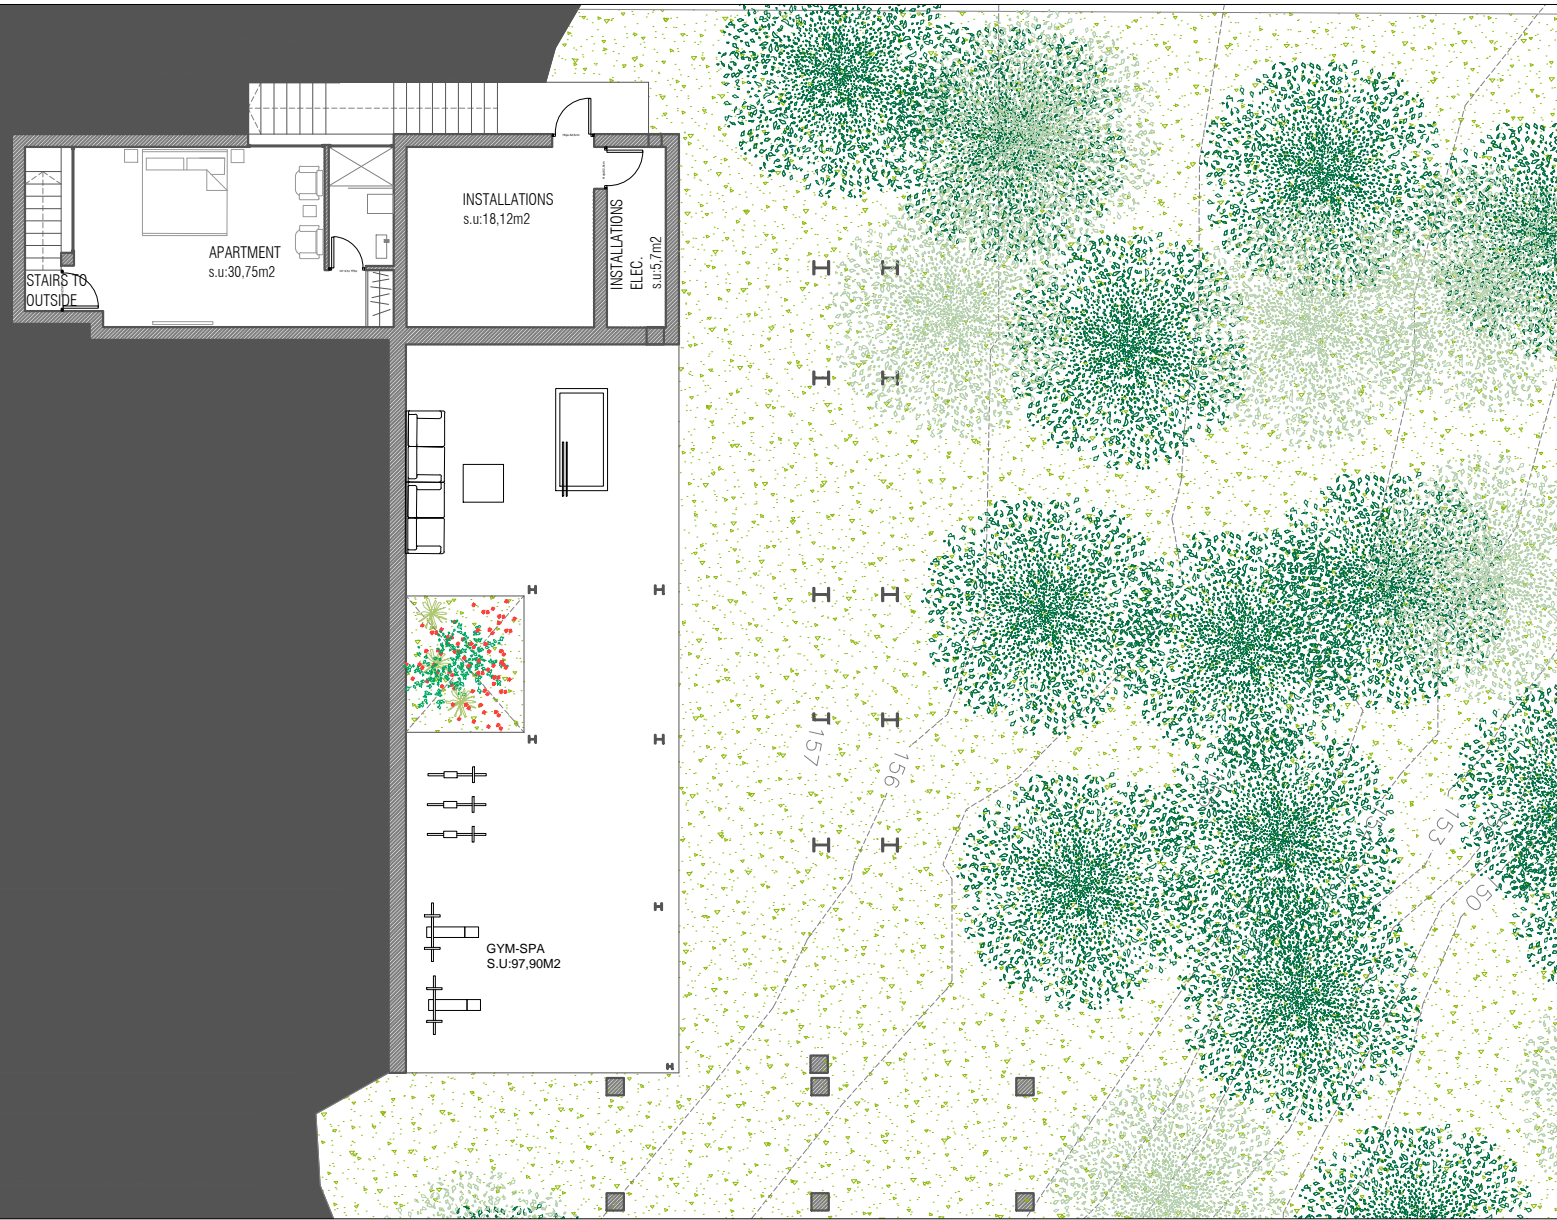 INSTALLATIONS
s.u:18,12m2
INSTALLATIONS
ELEC.
s.u:5,7m2
APARTMENT
s.u:30,75m2
STAIRS TO
OUTSIDE
157
156
153
150
GYM-SPA
S.U:97,90M2